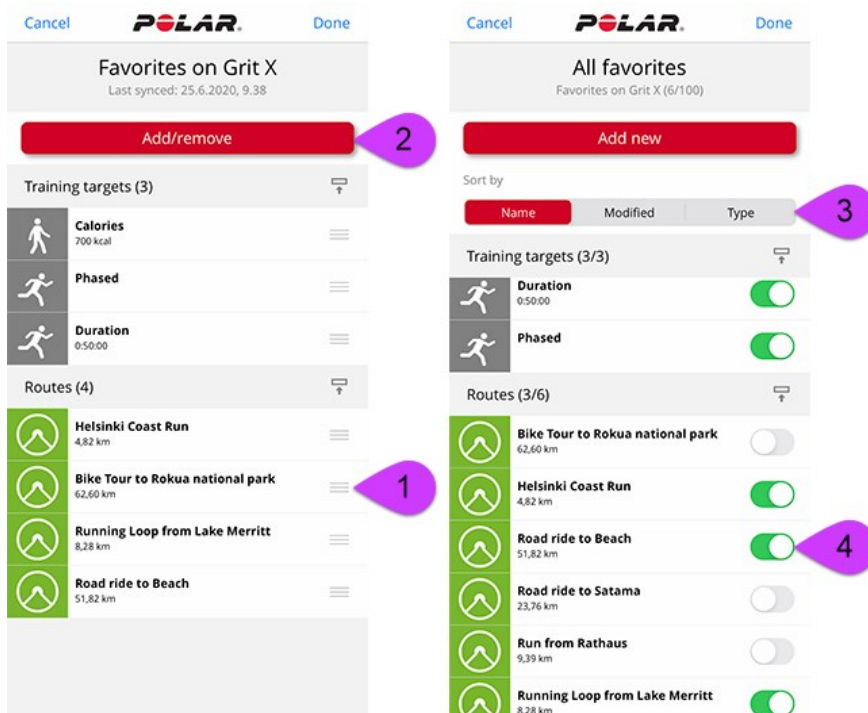 Cancel
POLAR.
Done
Favorites on Grit X
Last synced: 25.6.2020, 9.38
Add/remove
2
Training targets (3)
Calories
700 kcal
Phased
Duration
0:50:00
Routes (4)
Helsinki Coast Run
4,82 km
Bike Tour to Rokua national park
62,60 km
1
Running Loop from Lake Merritt
8,28 km
Road ride to Beach
51,82 km
Cancel
POLAR.
Done
All favorites
Favorites on Grit X (6/100)
Add new
Sort by
Name Modified Type
3
Training targets (3/3)
Duration
0:50:00
Phased
Routes (3/6)
Bike Tour to Rokua national park
62,60 km
Helsinki Coast Run
4,82 km
Road ride to Beach
51,82 km
4
Road ride to Satama
23,76 km
Run from Rathaus
9,39 km
Running Loop from Lake Merritt
8,28 km